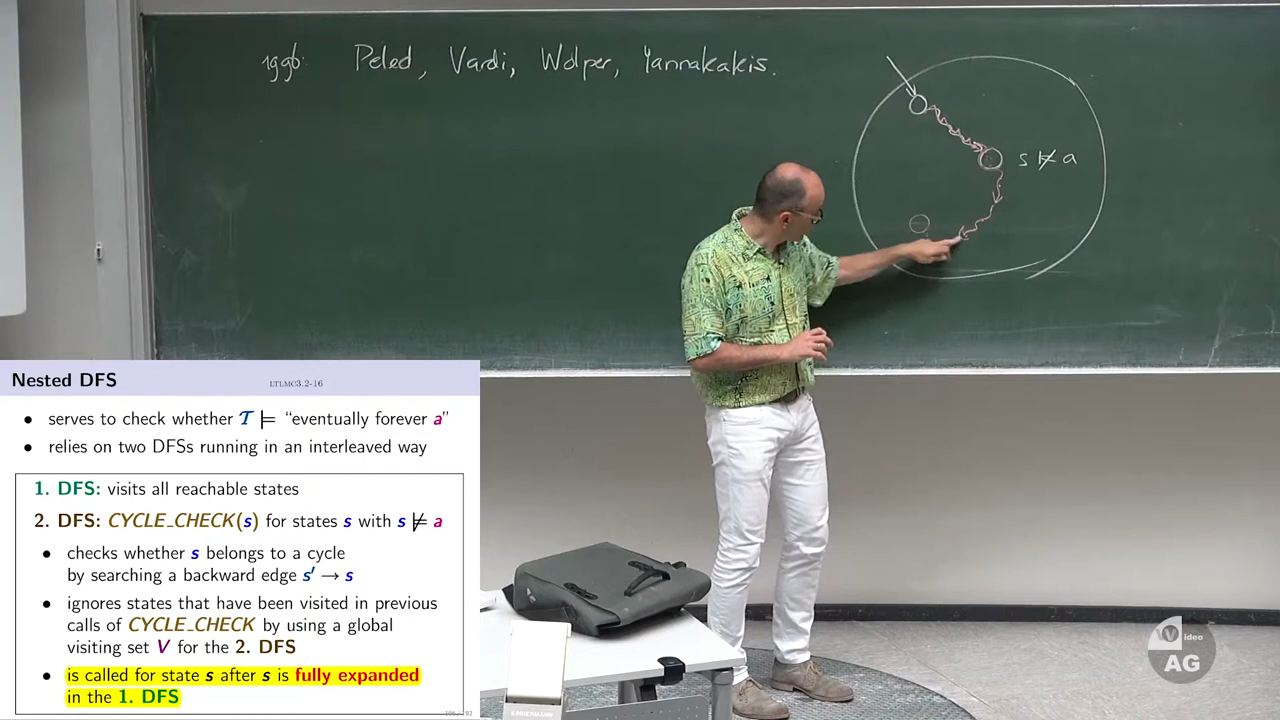 1996: Peled, Vardi, Wolper, Yannakakis.
s ⊭ a
Nested DFS
LTLMC3.2-16
• serves to check whether 𝒯 ⊨ “eventually forever a”
• relies on two DFSs running in an interleaved way
1. DFS: visits all reachable states
2. DFS: CYCLE_CHECK(s) for states s with s ⊭ a
• checks whether s belongs to a cycle
by searching a backward edge s′ → s
• ignores states that have been visited in previous
calls of CYCLE_CHECK by using a global
visiting set V for the 2. DFS
• is called for state s after s is fully expanded
in the 1. DFS
Video
AG